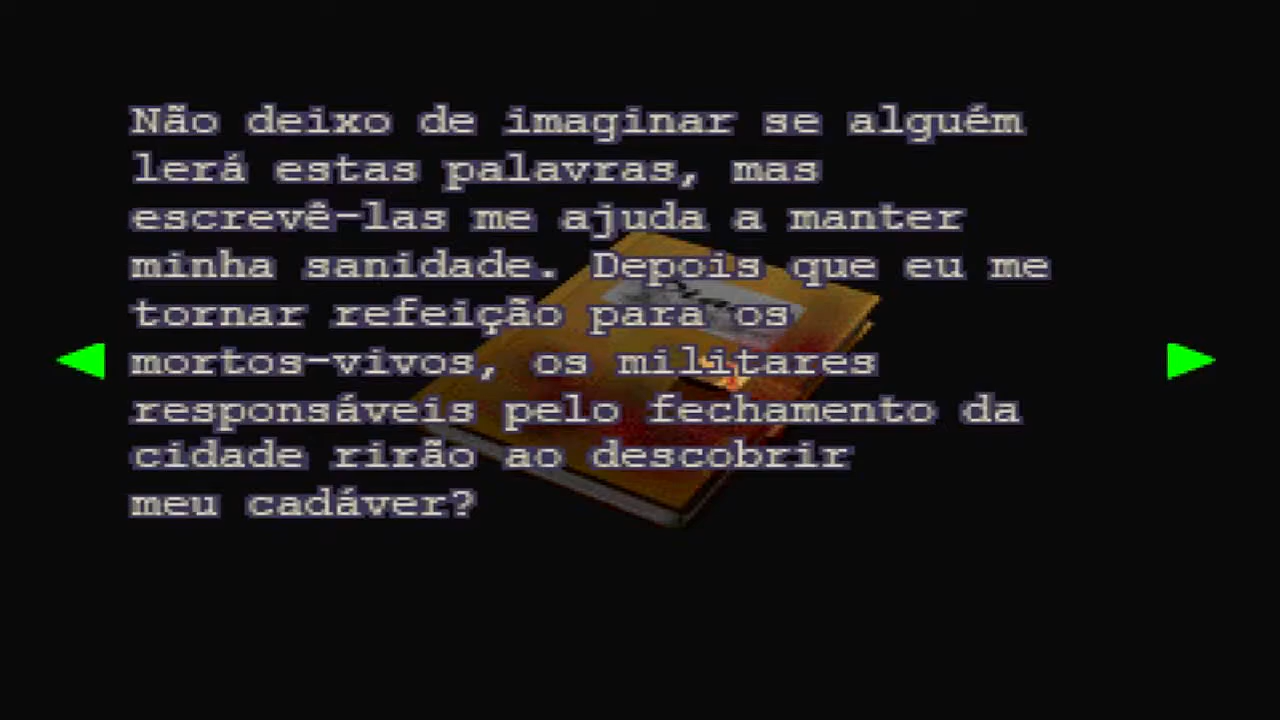 Não deixo de imaginar se alguém
lerá estas palavras, mas
escrevê-las me ajuda a manter
minha sanidade. Depois que eu me
tornar refeição para os
mortos-vivos, os militares
responsáveis pelo fechamento da
cidade rirão ao descobrir
meu cadáver?